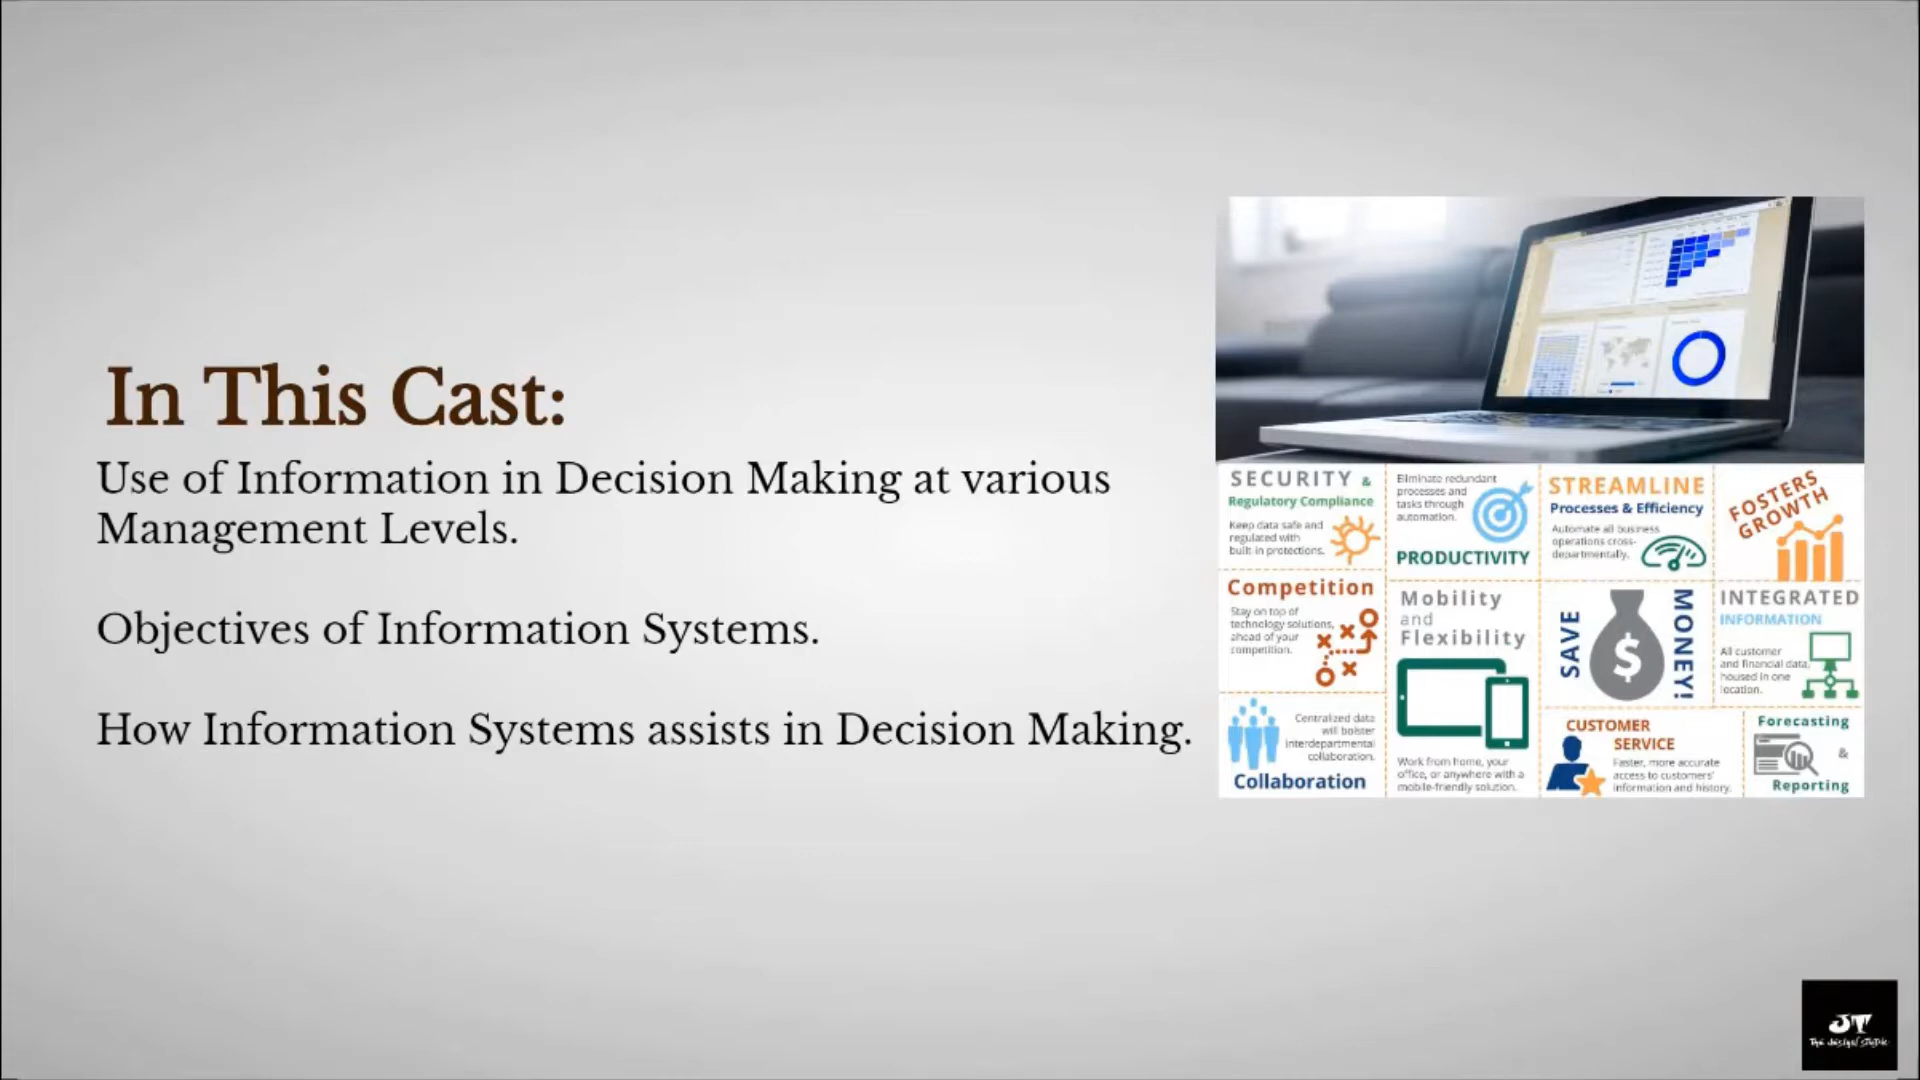 In This Cast:
Use of Information in Decision Making at various
Management Levels.
Objectives of Information Systems.
How Information Systems assists in Decision Making.
SECURITY &
Regulatory Compliance
Keep data safe and
regulated with
built in protections.
Eliminate redundant
processes and
tasks through
automation.
PRODUCTIVITY
STREAMLINE
Processes & Efficiency
Automate all business
operations cross-
departmentally.
FOSTERS
GROWTH
Competition
Stay on top of
technology solutions,
ahead of your
competition.
Mobility
and
Flexibility
Work from home, your
office, or anywhere with a
mobile-friendly solution.
SAVE
$
MONEY!
INTEGRATED
INFORMATION
All customer
and financial data,
housed in one
location.
Centralized data
will bolster
interdepartmental
collaboration.
Collaboration
CUSTOMER
SERVICE
Faster, more accurate
access to customers'
information and history.
Forecasting
&
Reporting
JT
The design studio